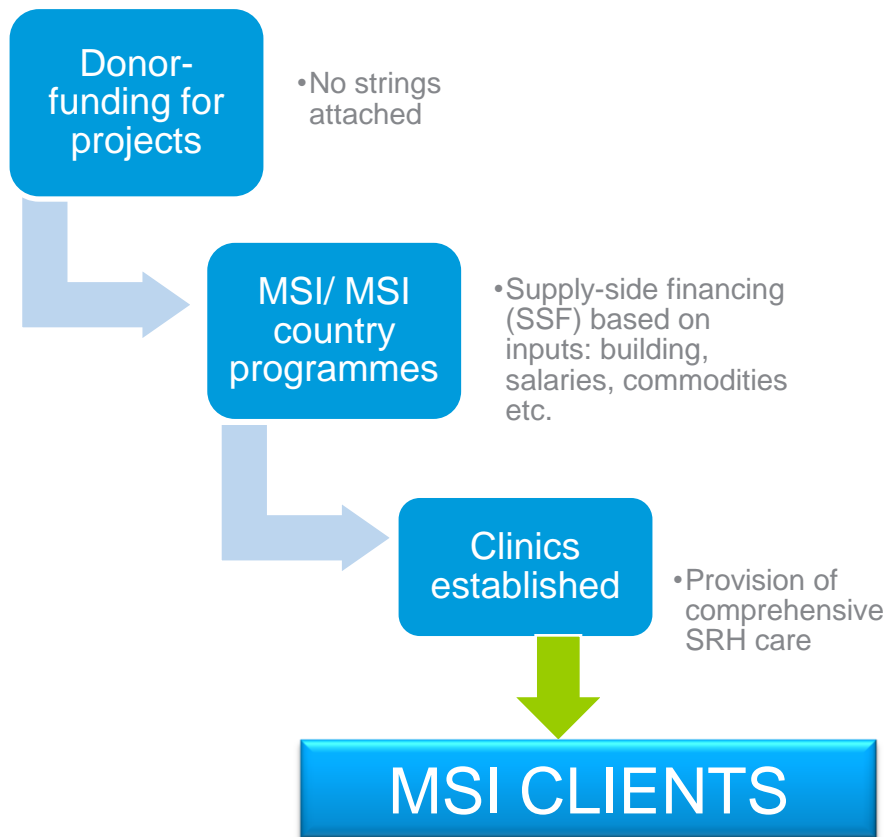 Donor-
funding for
projects
•No strings
attached
MSI/ MSI
country
programmes
•Supply-side financing
(SSF) based on
inputs: building,
salaries, commodities
etc.
Clinics
established
•Provision of
comprehensive
SRH care
MSI CLIENTS